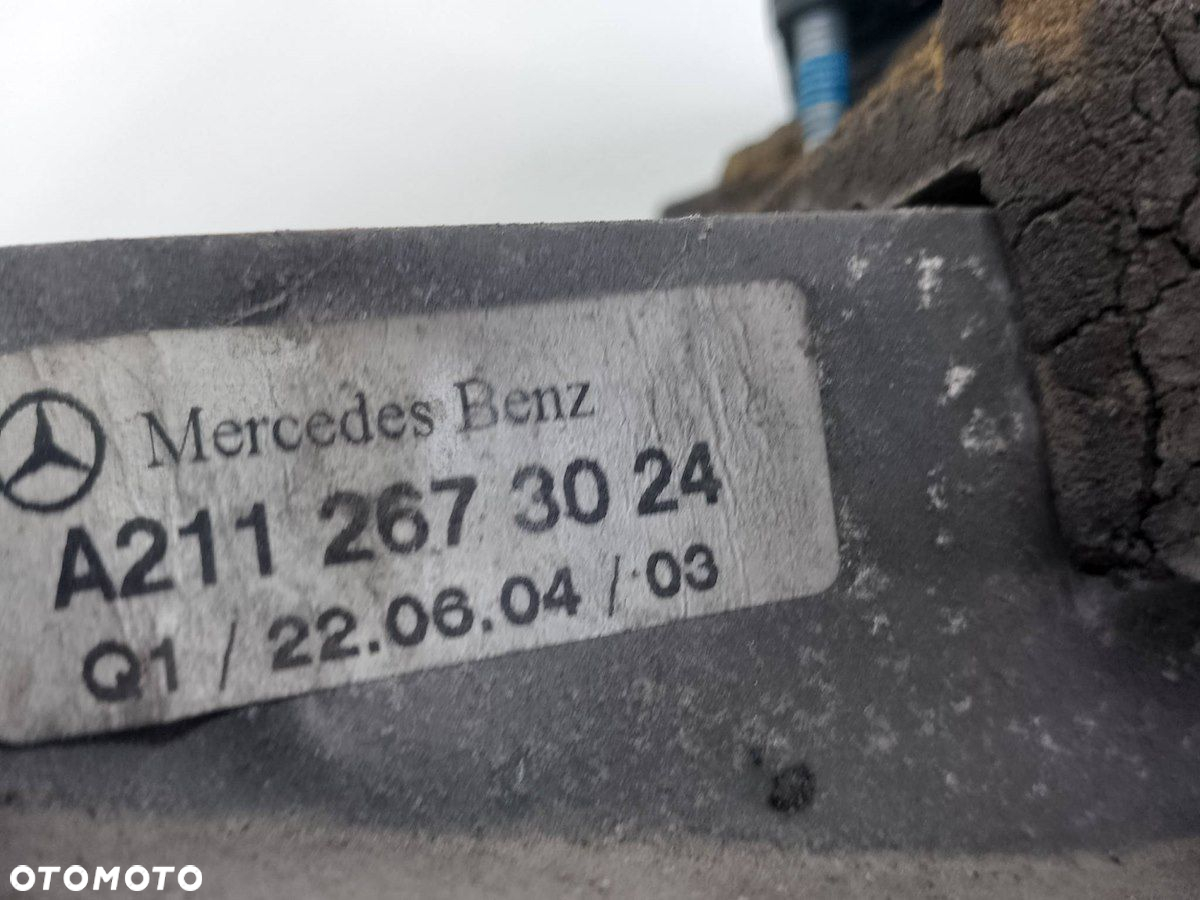 Mercedes Benz
A211 267 30 24
Q1 / 22.06.04 / 03
OTOMOTO